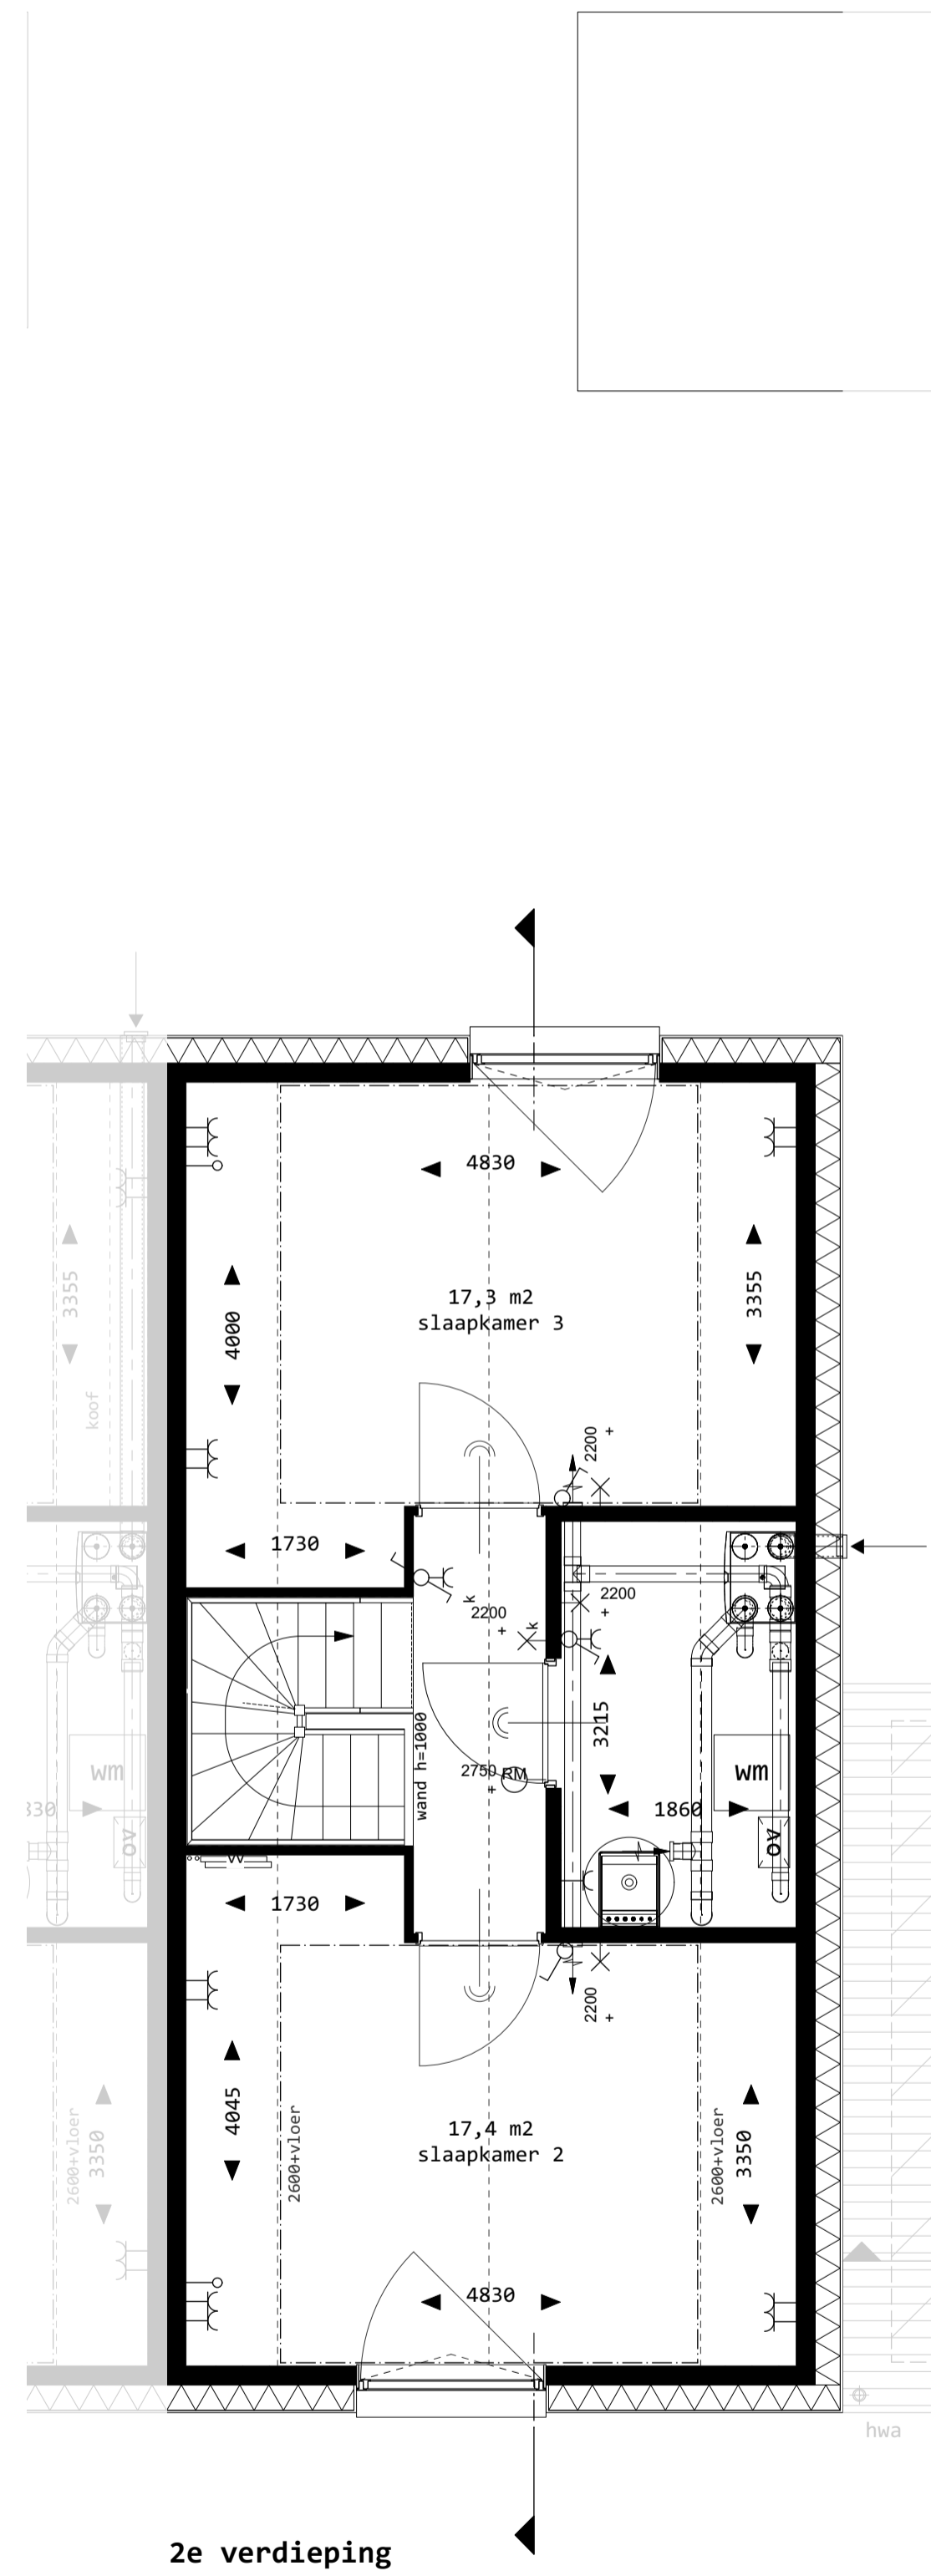 4830
3355
3355
17,3 m2
slaapkamer 3
4000
koof
2200
+
1730
k
2200
+
2200
+
k
3215
wand h=1000
2750
+
RM
wm
wm
330
1860
ov
ov
1730
2200
+
4045
2600+vloer
17,4 m2
slaapkamer 2
2600+vloer
3350
2600+vloer
3350
4830
hwa
2e verdieping